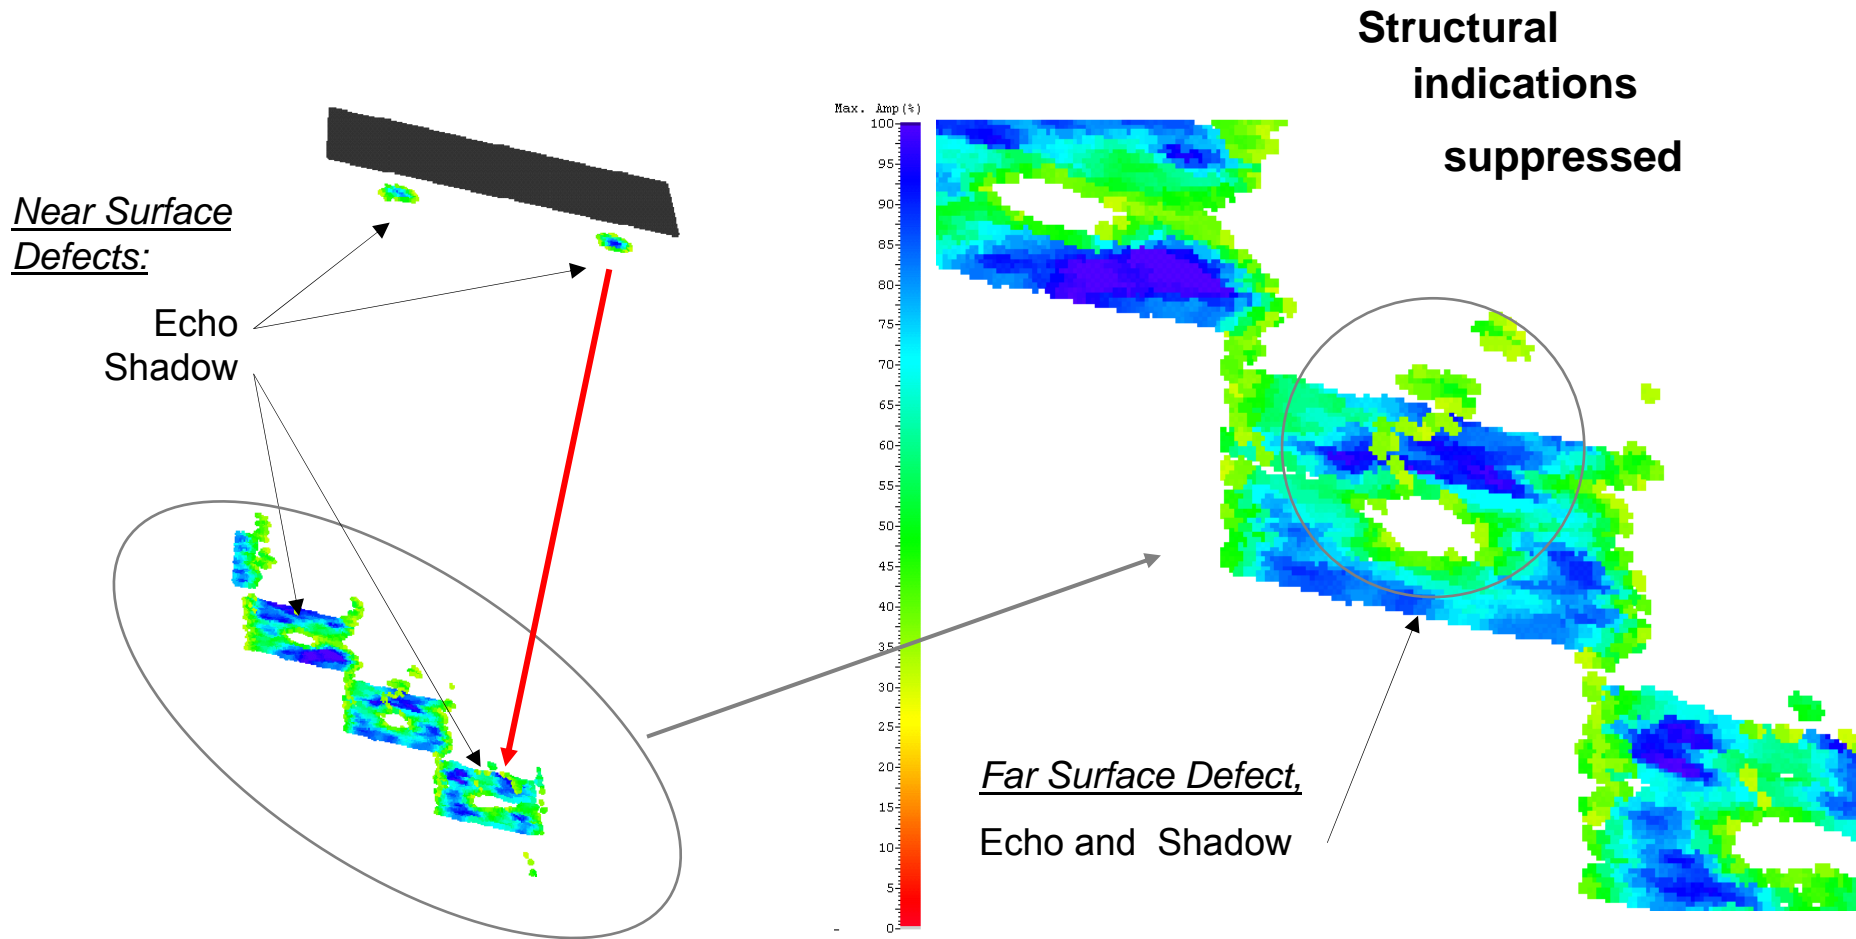 Structural
indications
suppressed
Near Surface
Defects:
Echo
Shadow
Max. Amp(%)
100
95
90
85
80
75
70
65
60
55
50
45
40
35
30
25
20
15
10
5
0
Far Surface Defect,
Echo and Shadow